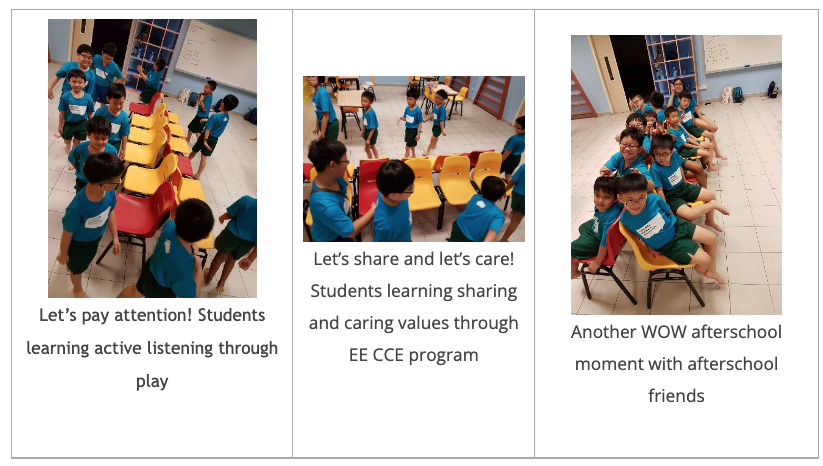 Let's pay attention! Students
learning active listening through
play
Let's share and let's care!
Students learning sharing
and caring values through
EE CCE program
Another WOW afterschool
moment with afterschool
friends